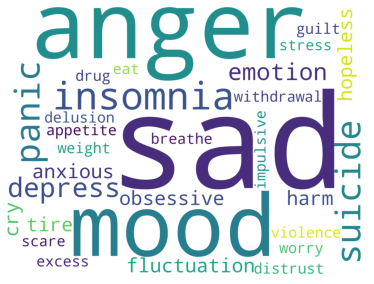 anger
guilt
stress
hopeless
drug
eat
emotion
panic
insomnia
withdrawal
delusion
appetite
breathe
weight
sad
impulsive
suicide
anxious
depress
obsessive
harm
cry
tire
mood
violence
scare
worry
excess
fluctuation
distrust